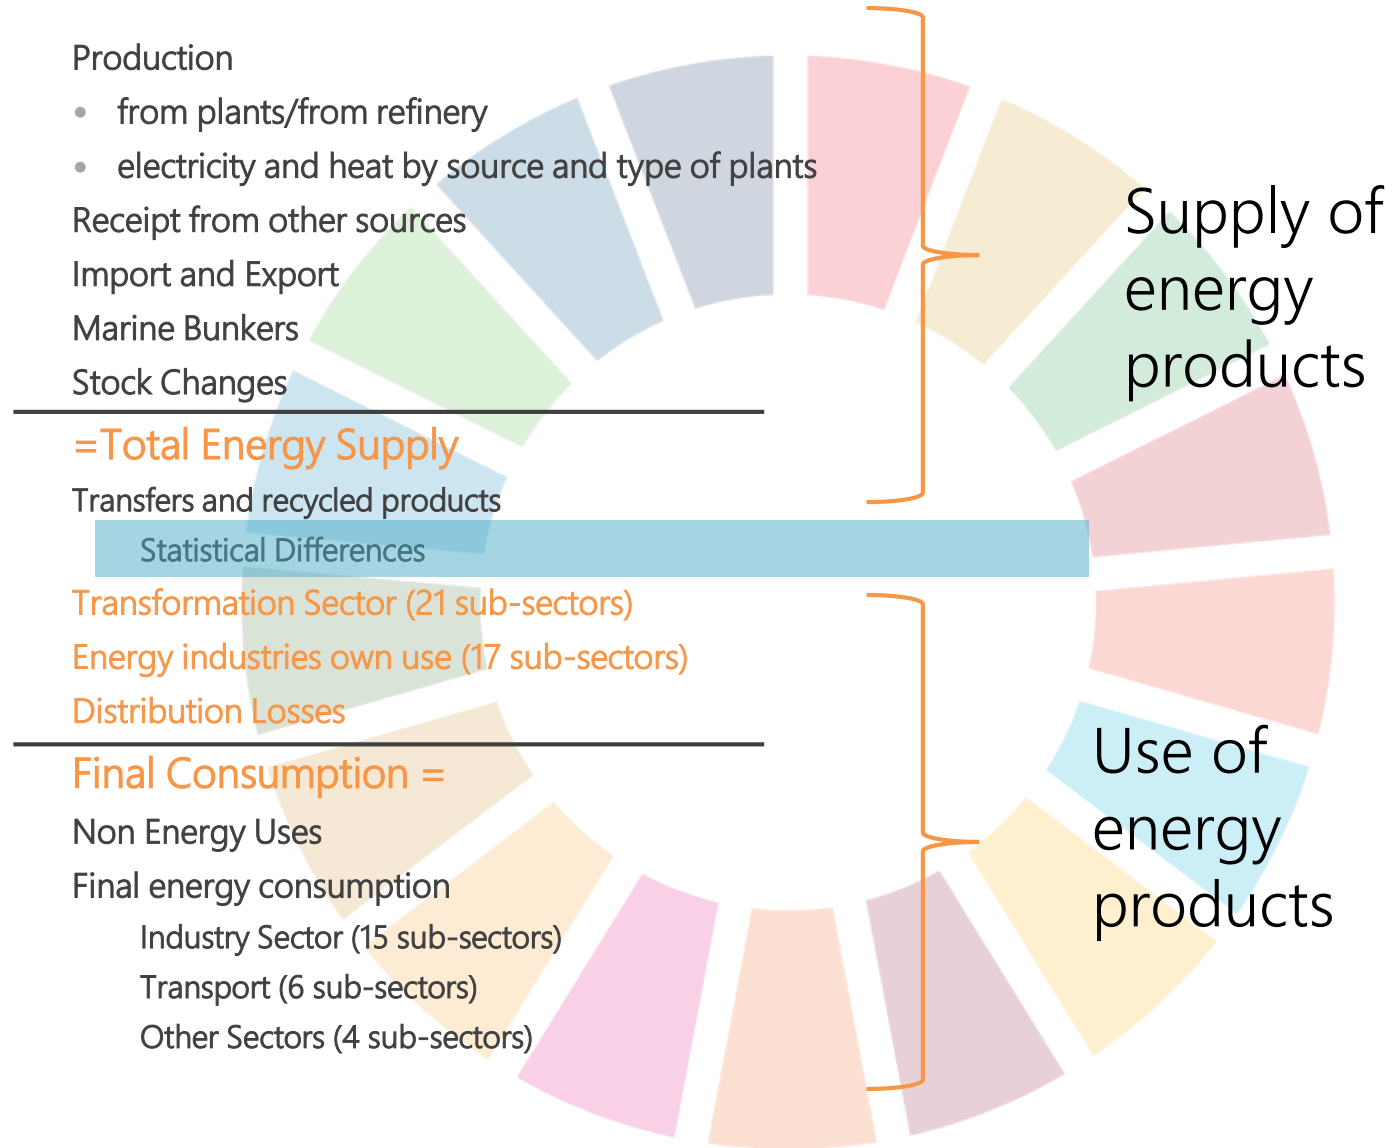 Production
• from plants/from refinery
• electricity and heat by source and type of plants
Receipt from other sources
Import and Export
Marine Bunkers
Stock Changes
=Total Energy Supply
Transfers and recycled products
Statistical Differences
Transformation Sector (21 sub-sectors)
Energy industries own use (17 sub-sectors)
Distribution Losses
Final Consumption =
Non Energy Uses
Final energy consumption
Industry Sector (15 sub-sectors)
Transport (6 sub-sectors)
Other Sectors (4 sub-sectors)
Supply of
energy
products
Use of
energy
products